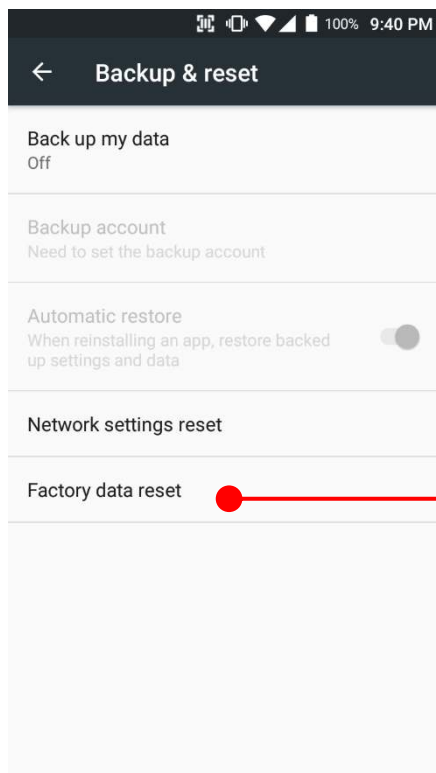 100% 9:40 PM
Backup & reset
Back up my data
Off
Backup account
Need to set the backup account
Automatic restore
When reinstalling an app, restore backed
up settings and data
Network settings reset
Factory data reset